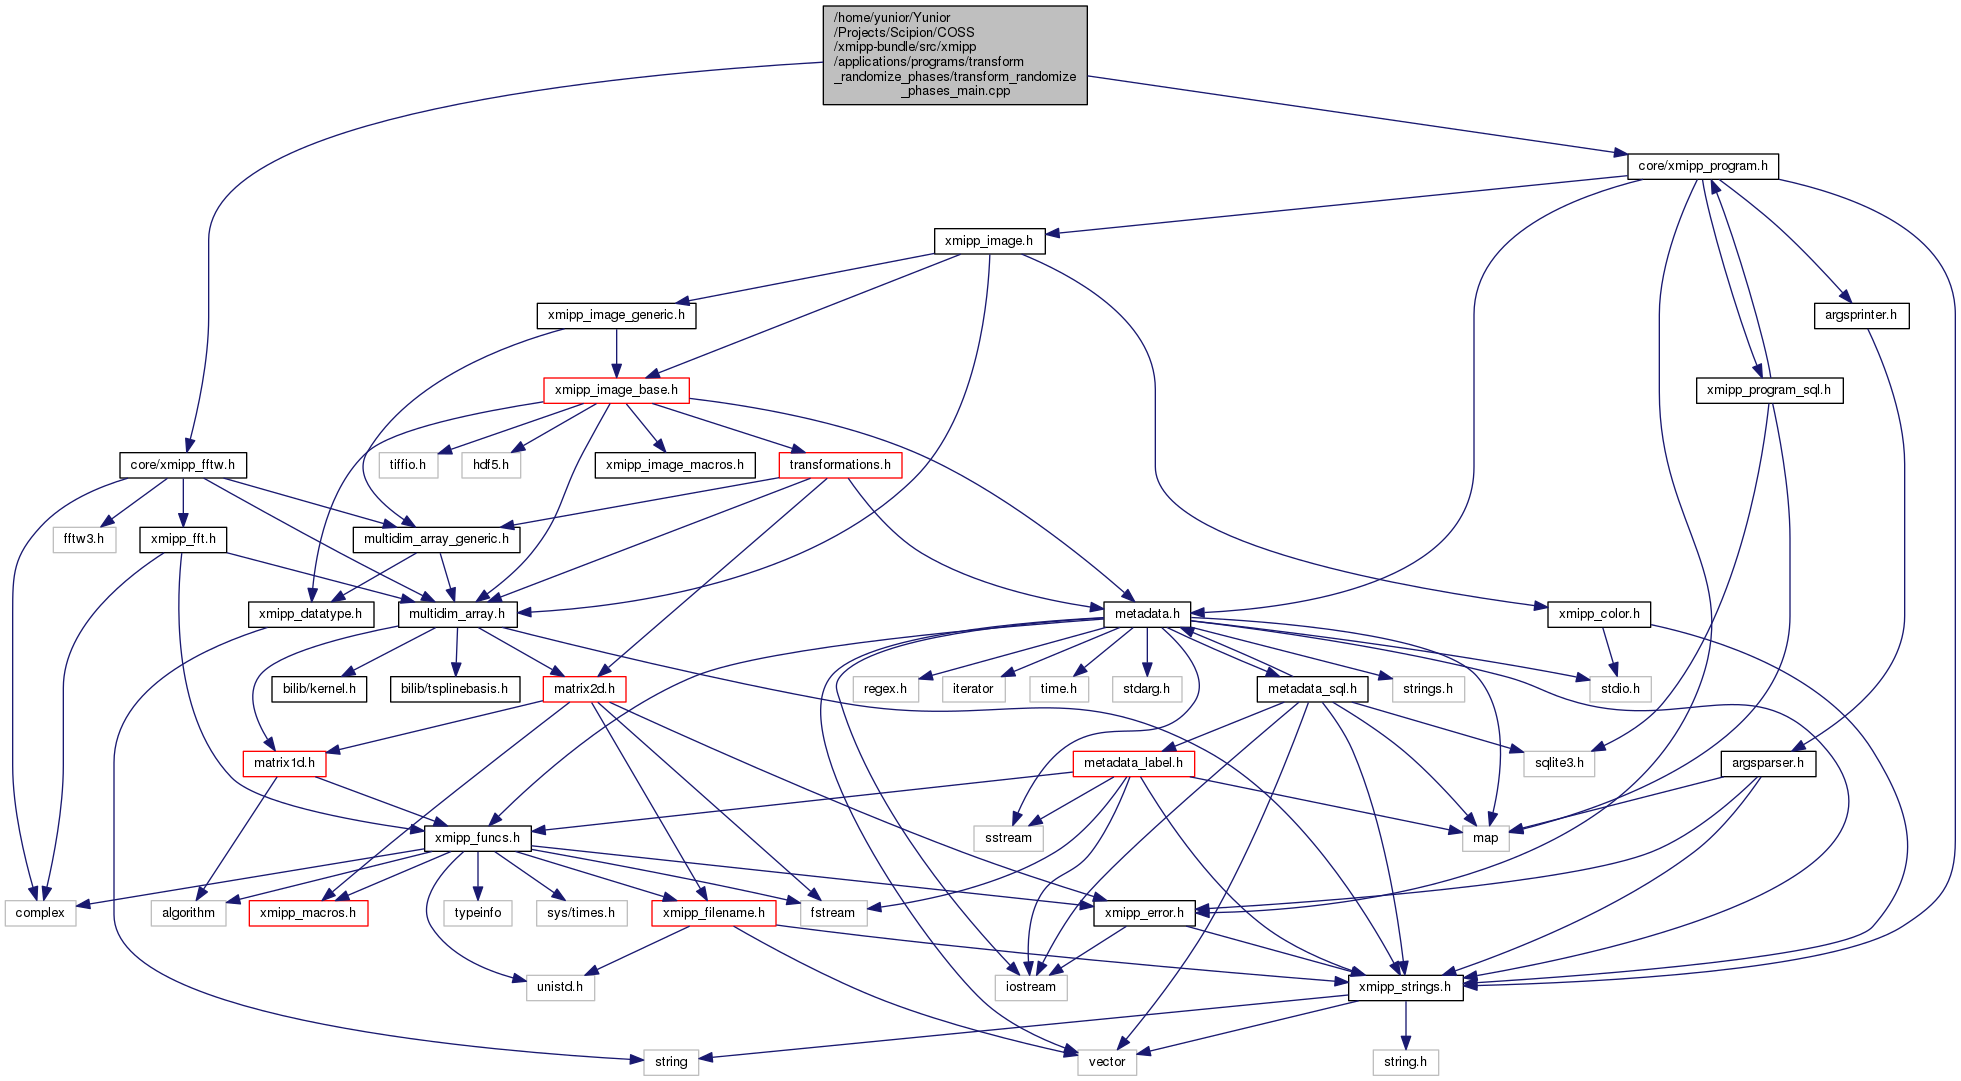 /home/yunior/Yunior
/Projects/Scipion/COSS
/xmipp-bundle/src/xmipp
/applications/programs/transform
_randomize_phases/transform_randomize
_phases_main.cpp
core/xmipp_program.h
xmipp_image.h
xmipp_image_generic.h
argsprinter.h
xmipp_image_base.h
xmipp_program_sql.h
core/xmipp_fftw.h
tiffio.h
hdf5.h
xmipp_image_macros.h
transformations.h
fftw3.h
xmipp_fft.h
multidim_array_generic.h
xmipp_datatype.h
multidim_array.h
metadata.h
xmipp_color.h
bilib/kernel.h
bilib/tsplinebasis.h
matrix2d.h
regex.h
iterator
time.h
stdarg.h
metadata_sql.h
strings.h
stdio.h
matrix1d.h
metadata_label.h
sqlite3.h
argsparser.h
xmipp_funcs.h
sstream
map
complex
algorithm
xmipp_macros.h
typeinfo
sys/times.h
xmipp_filename.h
fstream
xmipp_error.h
unistd.h
iostream
xmipp_strings.h
string
vector
string.h